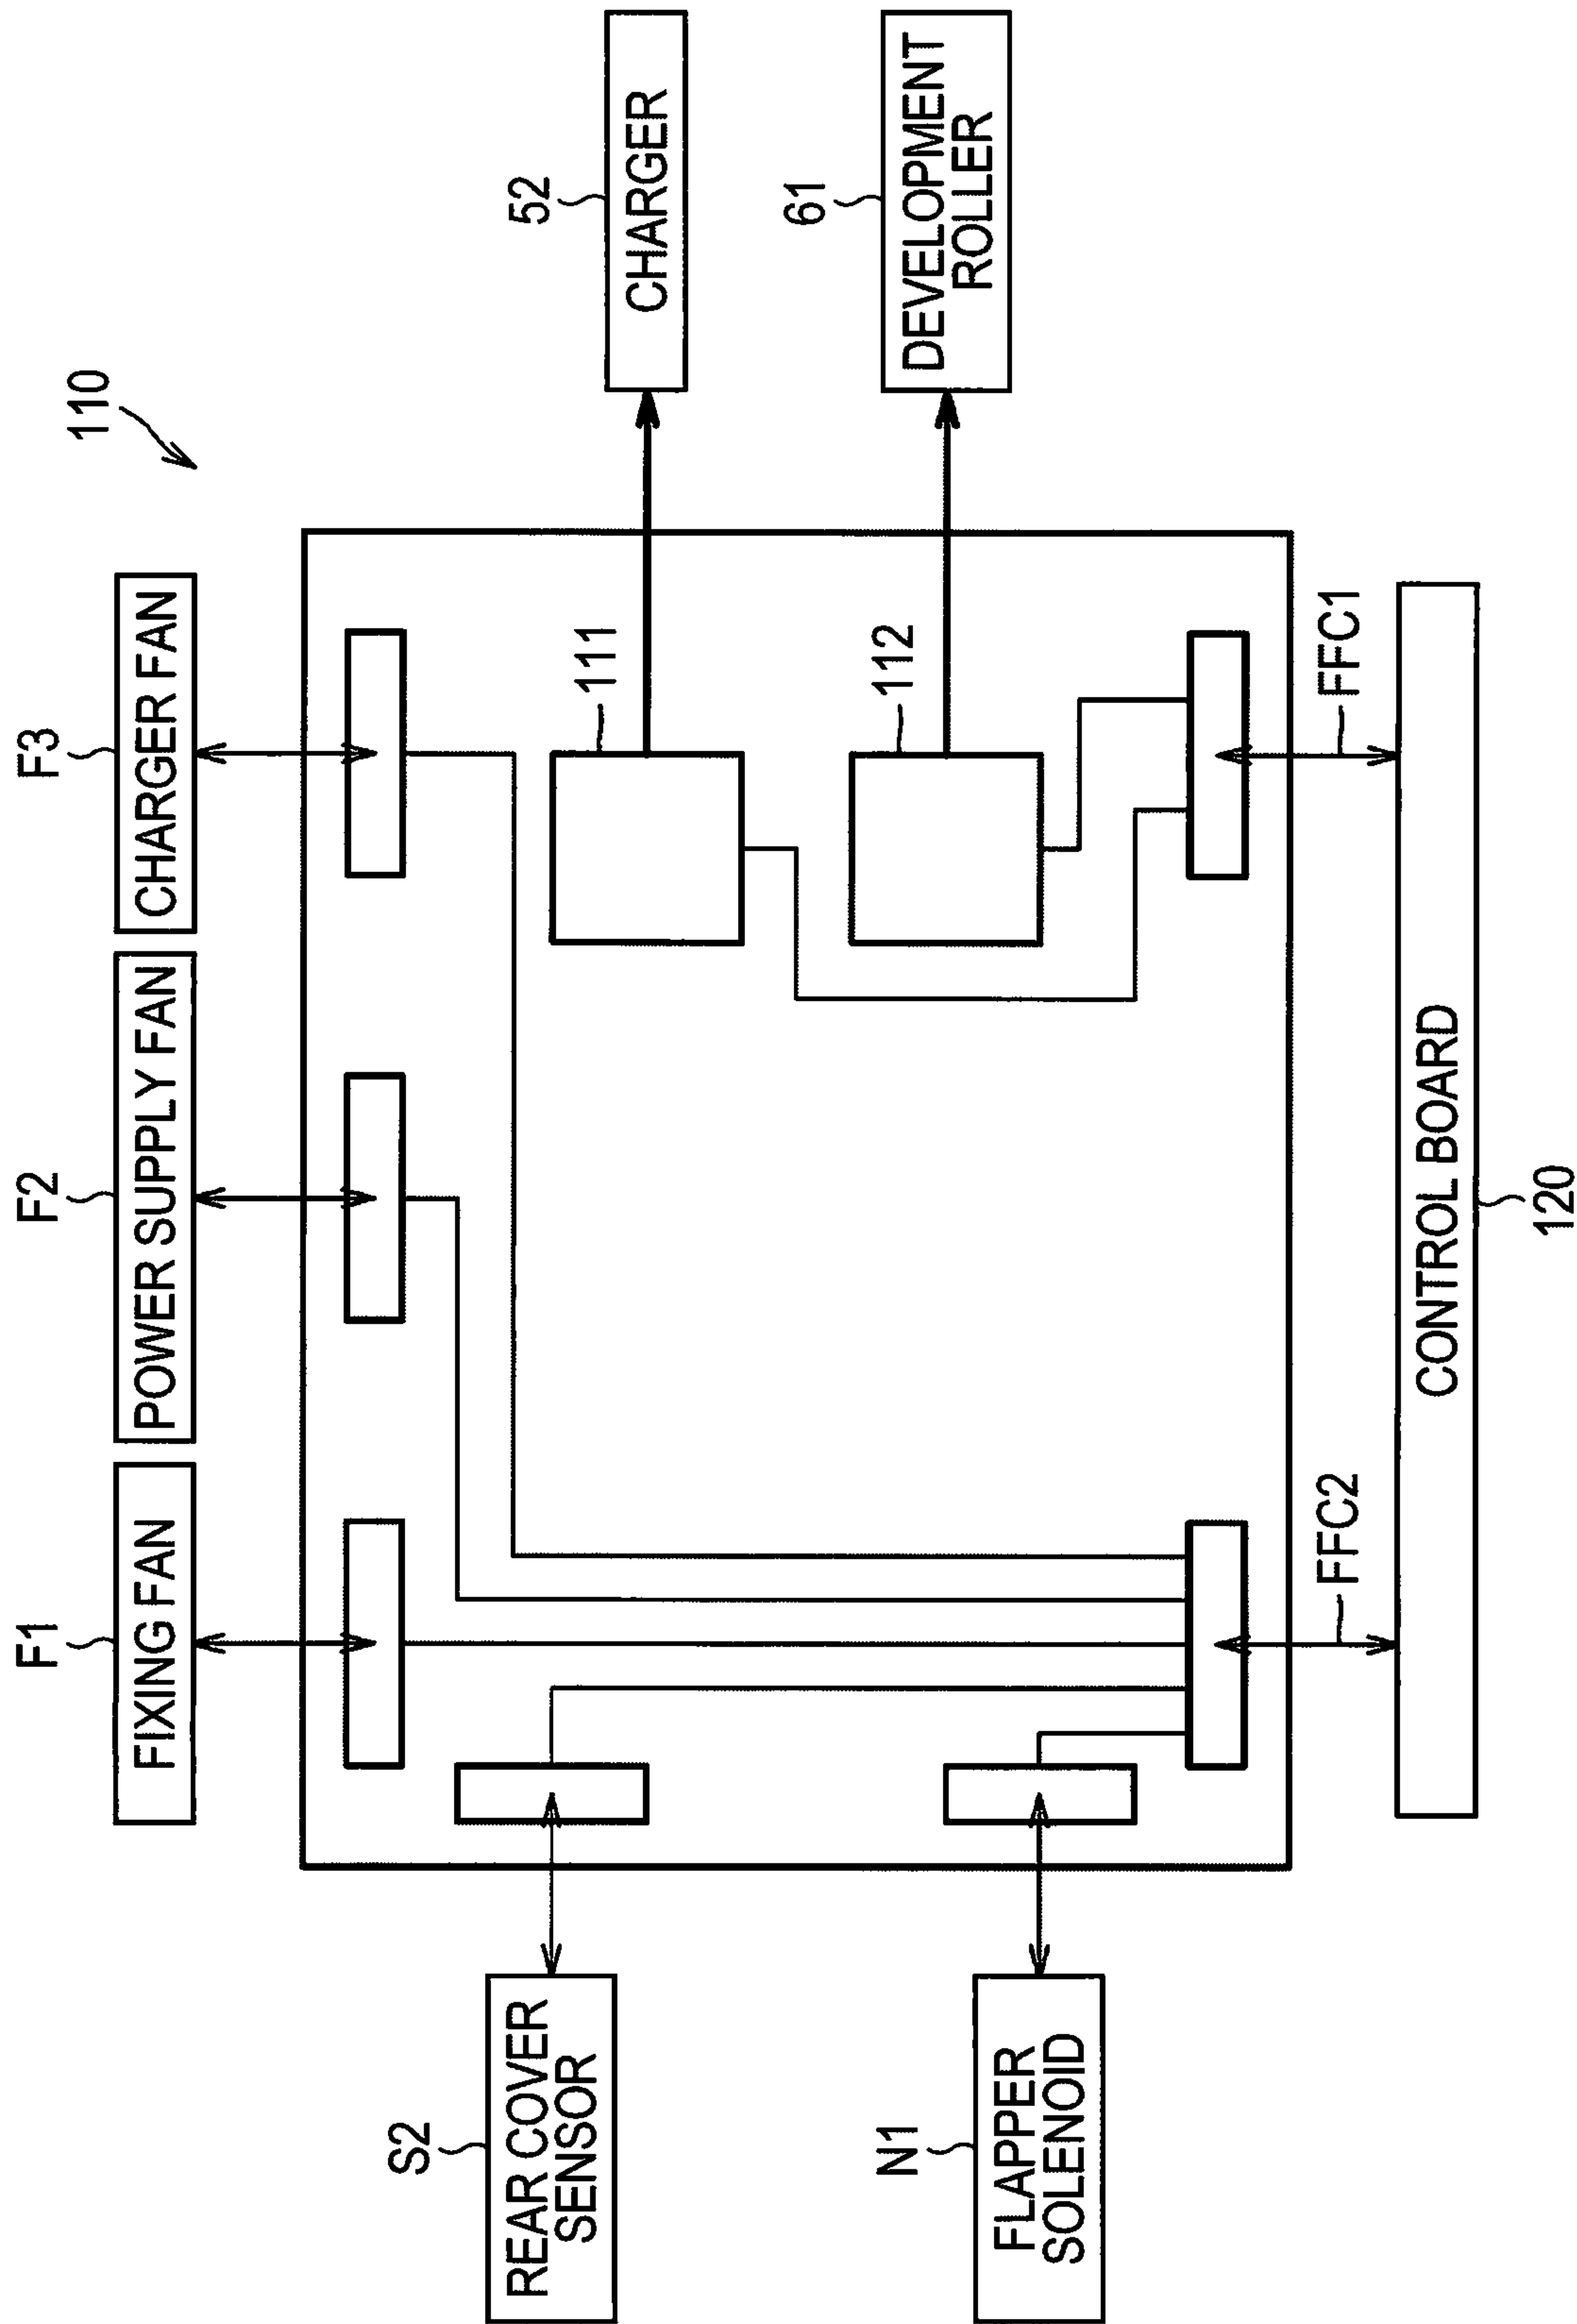 110
F1
F2
F3
FIXING FAN
POWER SUPPLY FAN
CHARGER FAN
S2
REAR COVER
SENSOR
111
52
CHARGER
N1
FLAPPER
SOLENOID
112
61
DEVELOPMENT
ROLLER
FFC2
FFC1
CONTROL BOARD
120